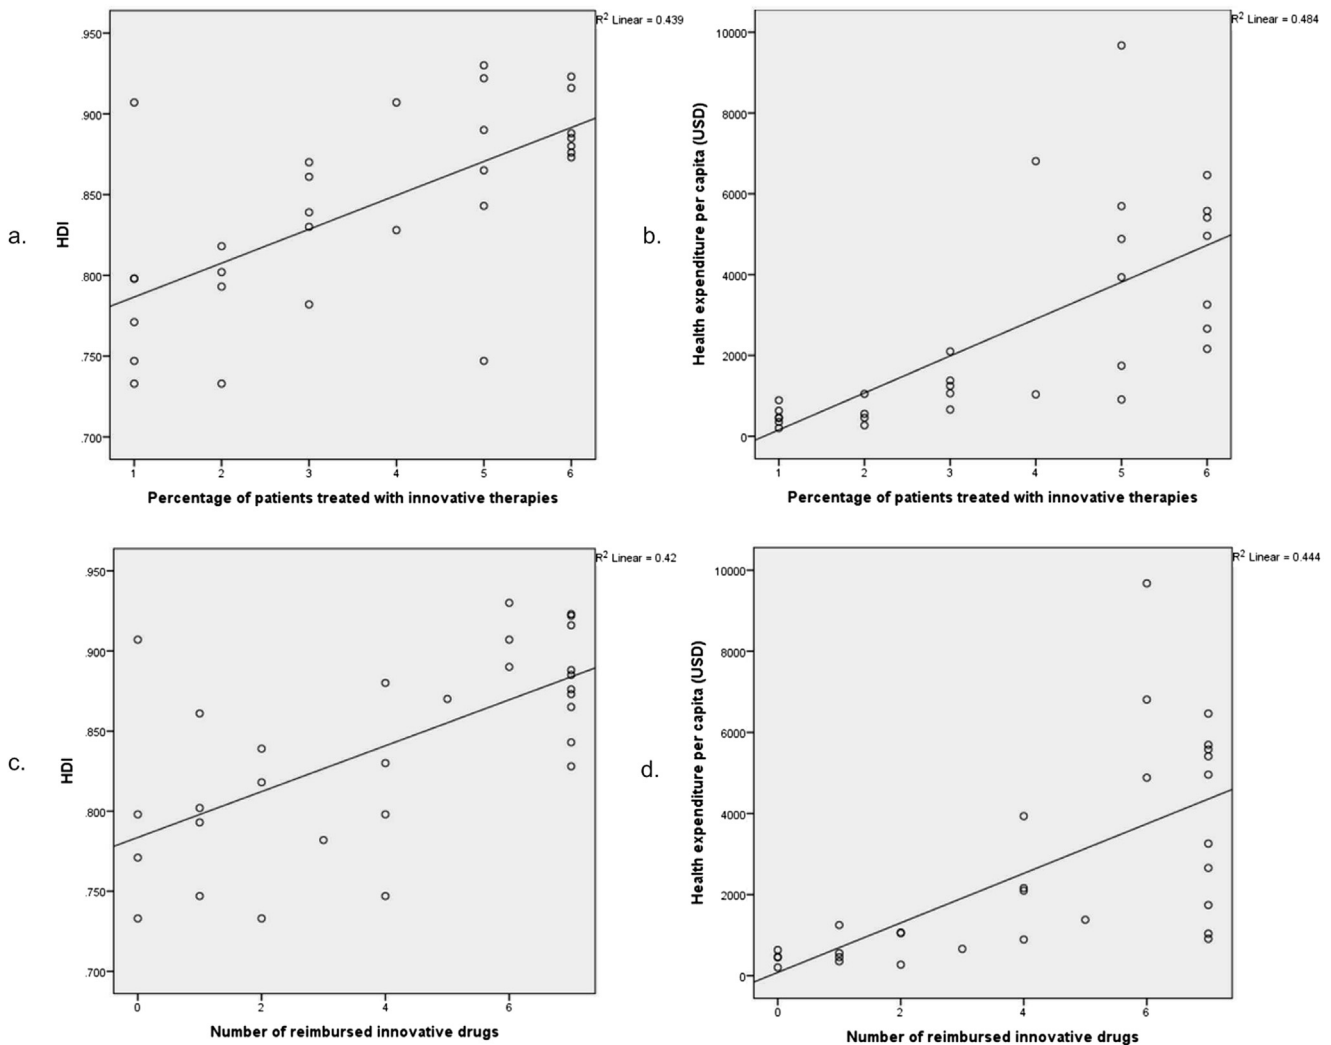 R2 Linear = 0.439
.950
.900
.850
.800
.750
.700
HDI
a.
1 2 3 4 5 6
Percentage of patients treated with innovative therapies
R2 Linear = 0.484
10000
8000
6000
4000
2000
0
Health expenditure per capita (USD)
b.
1 2 3 4 5 6
Percentage of patients treated with innovative therapies
R2 Linear = 0.42
.950
.900
.850
.800
.750
.700
HDI
c.
0 2 4 6
Number of reimbursed innovative drugs
R2 Linear = 0.444
10000
8000
6000
4000
2000
0
Health expenditure per capita (USD)
d.
0 2 4 6
Number of reimbursed innovative drugs